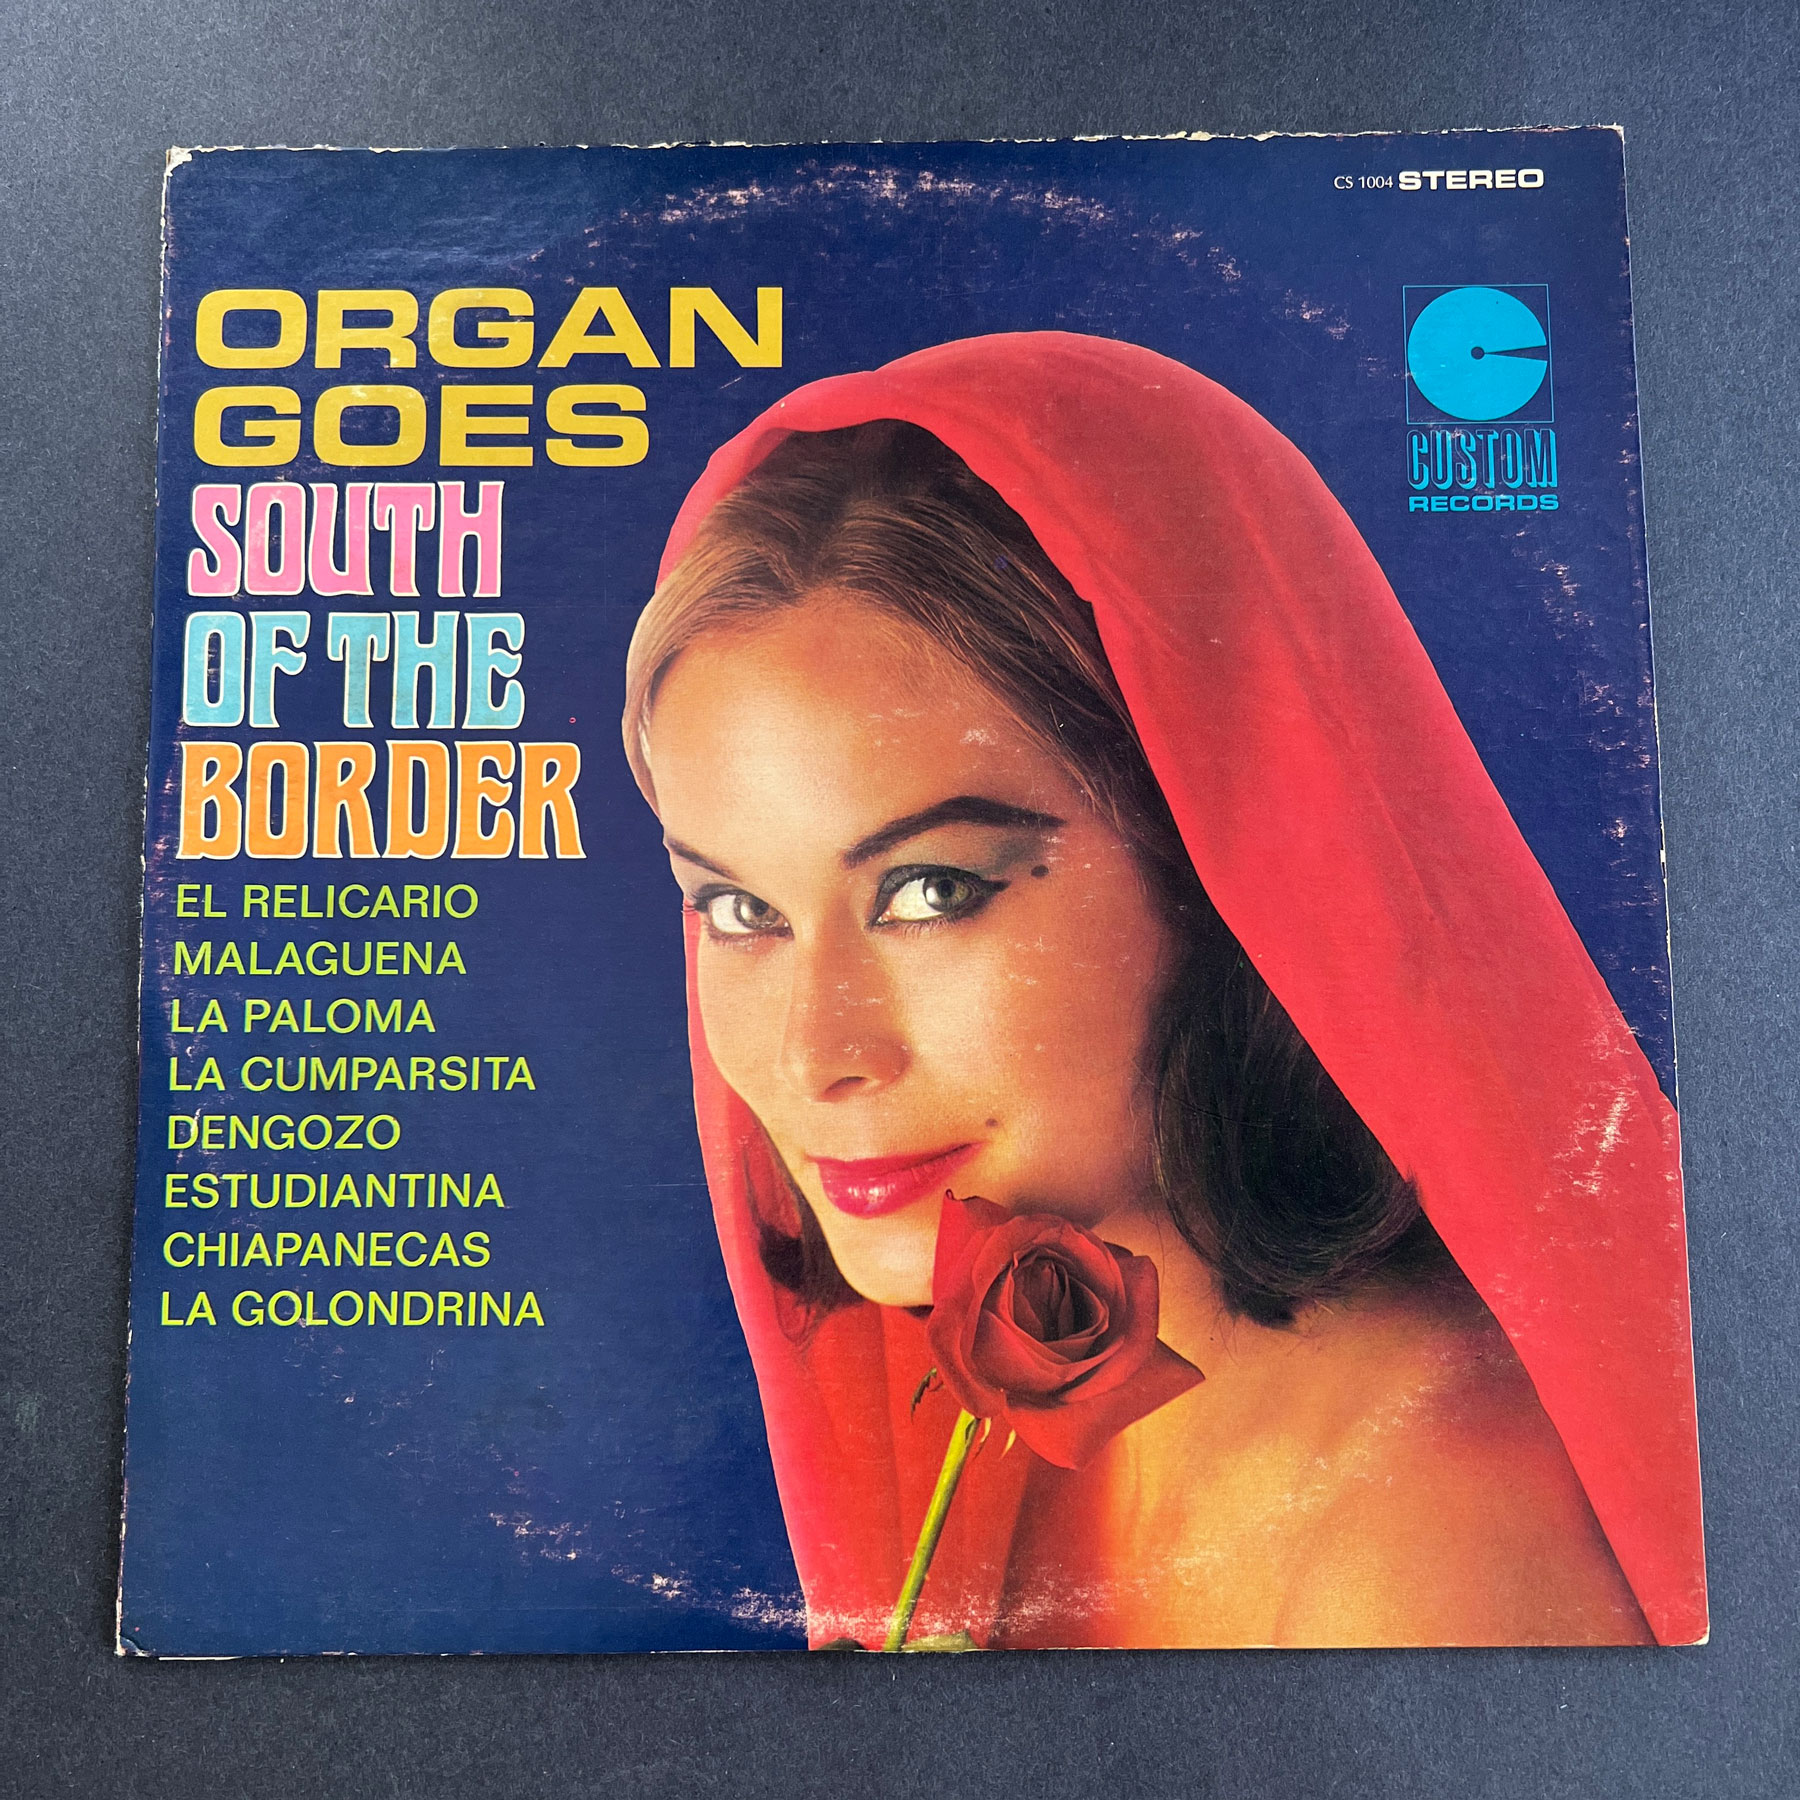 CS 1004 STEREO
ORGAN
GOES
SOUTH
OF THE
BORDER
CUSTOM
RECORDS
EL RELICARIO
MALAGUENA
LA PALOMA
LA CUMPARSITA
DENGOZO
ESTUDIANTINA
CHIAPANECAS
LA GOLONDRINA